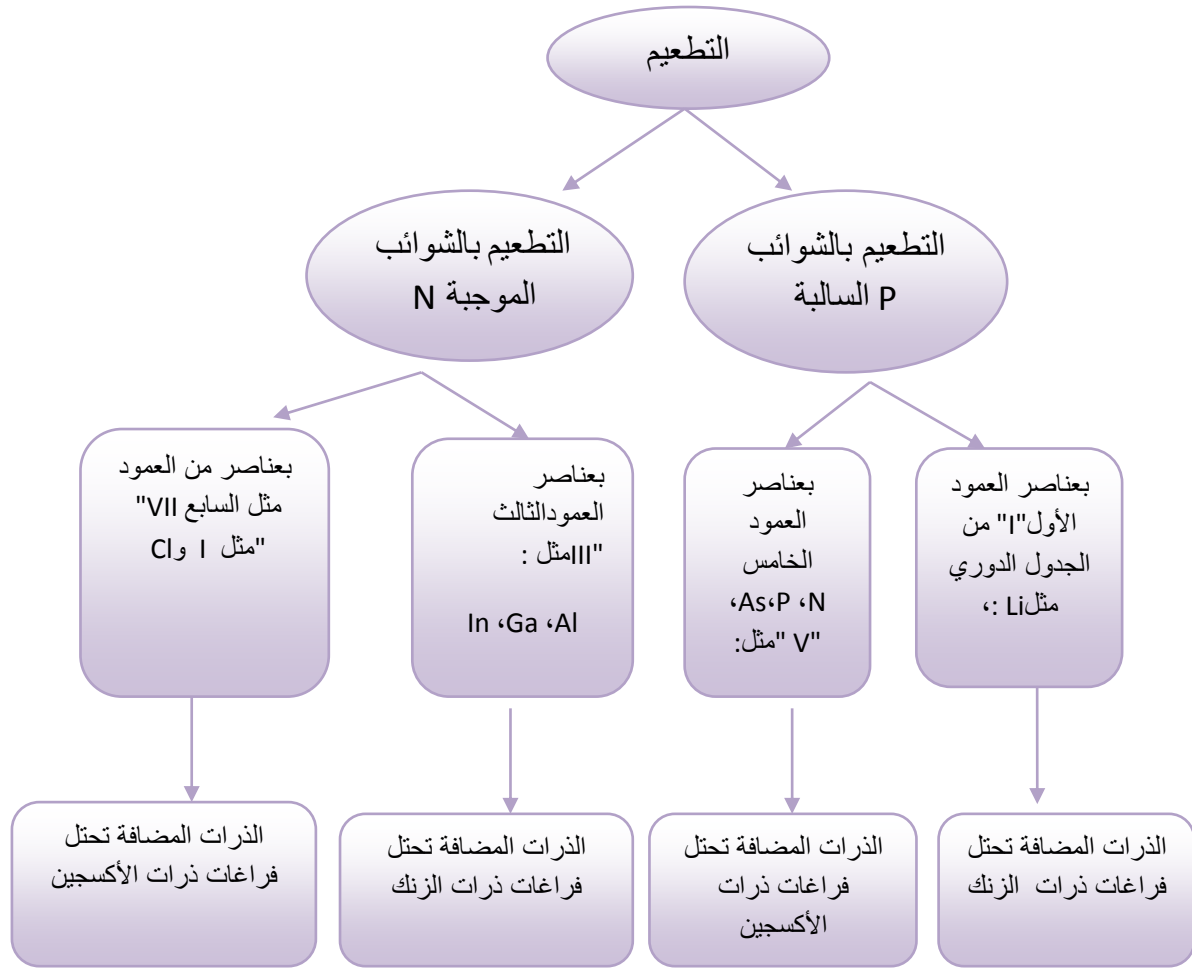 التطعيم
التطعيم بالشوائب
السالبة P
التطعيم بالشوائب
الموجبة N
بعناصر العمود
الأول"I" من
الجدول الدوري
مثلLi :،
بعناصر
العمود
الخامس
،As،P ،N
"V "مثل:
بعناصر
العمودالثالث
"IIIمثل :
In ،Ga ،Al
بعناصر من العمود
مثل السابع VII"
"مثل I وCl
الذرات المضافة تحتل
فراغات ذرات الزنك
الذرات المضافة تحتل
فراغات ذرات
الأكسجين
الذرات المضافة تحتل
فراغات ذرات الزنك
الذرات المضافة تحتل
فراغات ذرات الأكسجين